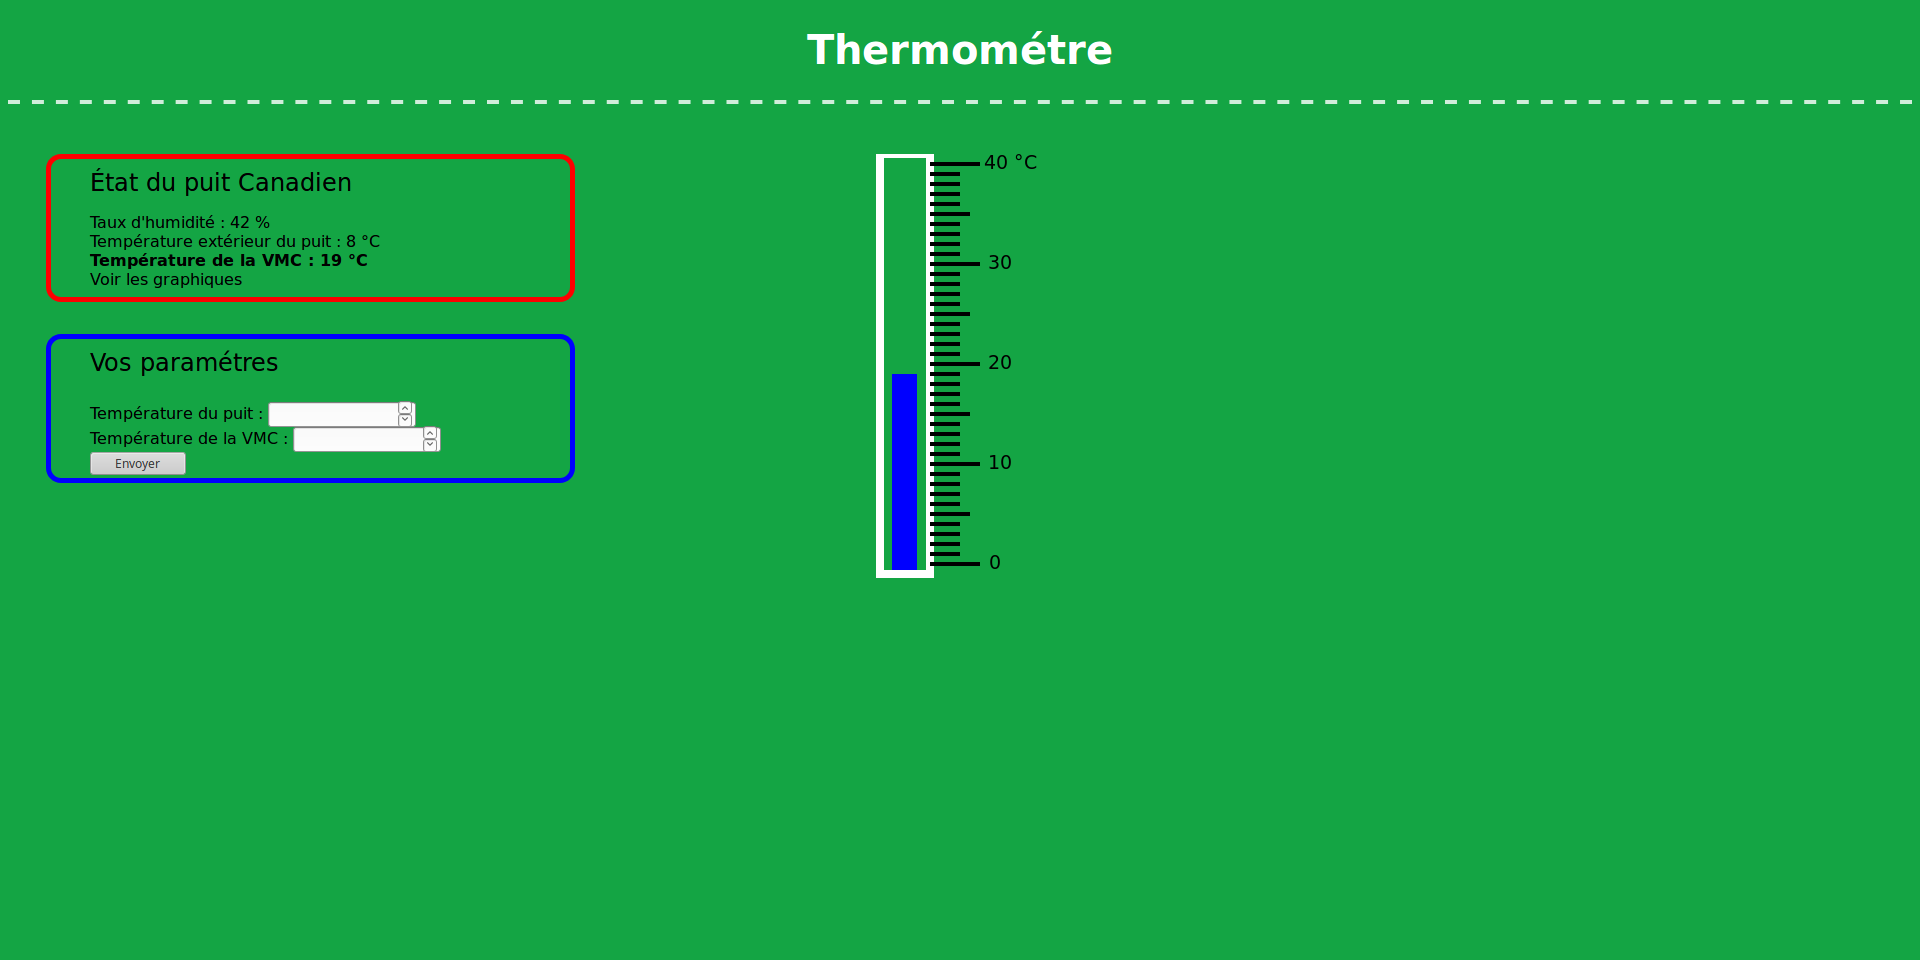 Thermométre
État du puit Canadien
Taux d'humidité : 42 %
Température extérieur du puit : 8 °C
Température de la VMC : 19 °C
Voir les graphiques
Vos paramétres
Température du puit :
Température de la VMC :
Envoyer
40 °C
30
20
10
0